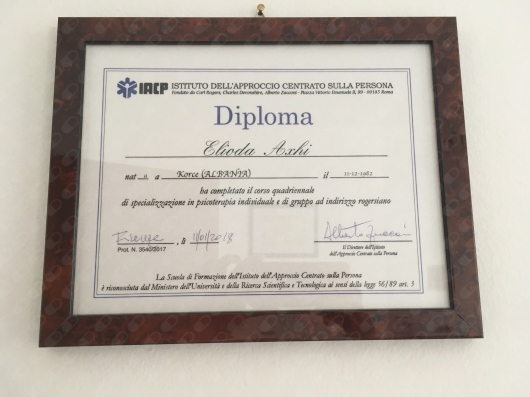 IACP ISTITUTO DELL'APPROCCIO CENTRATO SULLA PERSONA
Fondato da Carl Rogers, Charles Devonshire, Alberto Zucconi - Piazza Vittorio Emanuele II, 99 - 00185 Roma
Diploma
Elioda Axhi
nat a a Korce (ALBANIA) il 11-12-1982
ha completato il corso quadriennale
di specializzazione in psicoterapia individuale e di gruppo ad indirizzo rogersiano
Firenze, li
Alberto Zucconi
Prot. N. 3540/2017
Il Direttore dell'Istituto
dell'Approccio Centrato sulla Persona
La Scuola di Formazione dell'Istituto dell'Approccio Centrato sulla Persona
è riconosciuta dal Ministero dell'Università e della Ricerca Scientifica e Tecnologica ai sensi della legge 56/89 art. 3